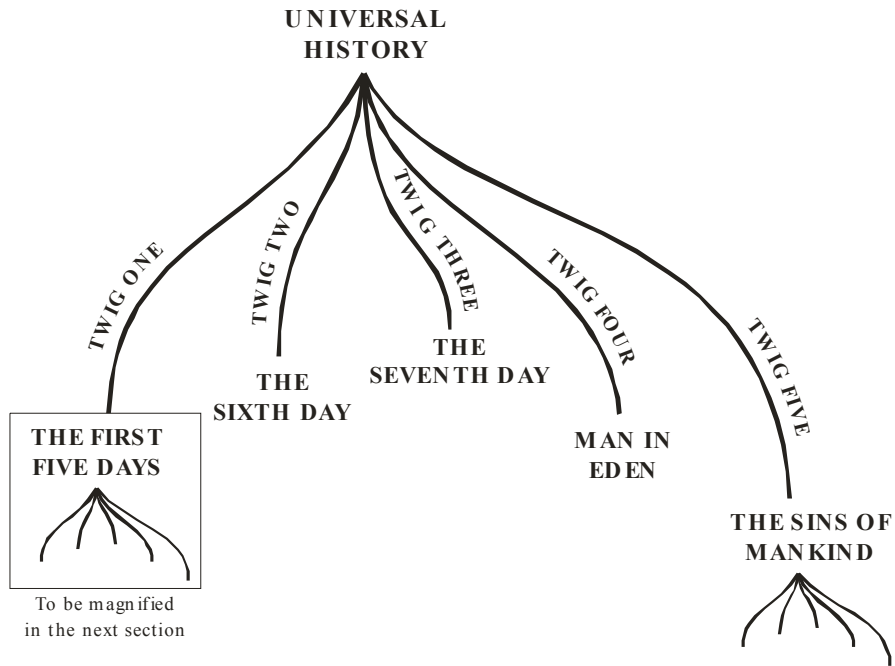 UNIVERSAL
HISTORY
TWIG ONE
TWIG TWO
TWIG THREE
TWIG FOUR
TWIG FIVE
THE FIRST
FIVE DAYS
THE
SIXTH DAY
THE
SEVENTH DAY
MAN IN
EDEN
THE SINS OF
MANKIND
To be magnified
in the next section